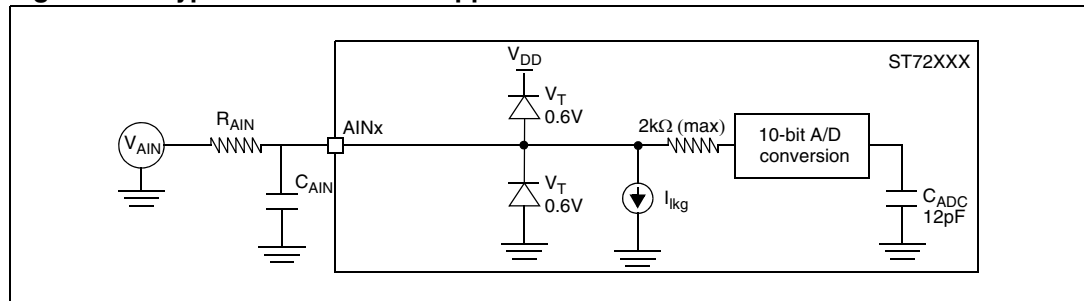 V_DD
ST72XXX
V_T
0.6V
R_AIN
AINx
2kΩ (max)
10-bit A/D
conversion
V_AIN
C_AIN
V_T
0.6V
I_lkg
C_ADC
12pF